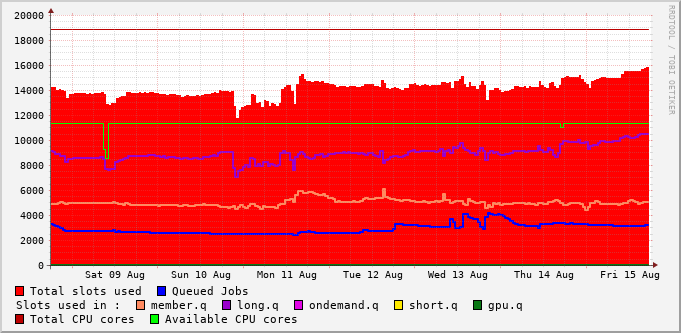 20000
18000
16000
14000
12000
10000
8000
6000
4000
2000
0
Sat 09 Aug Sun 10 Aug Mon 11 Aug Tue 12 Aug Wed 13 Aug Thu 14 Aug Fri 15 Aug
Total slots used Queued Jobs
Slots used in : member.q long.q ondemand.q short.q gpu.q
Total CPU cores Available CPU cores
RRDTOOL / TOBI OETIKER